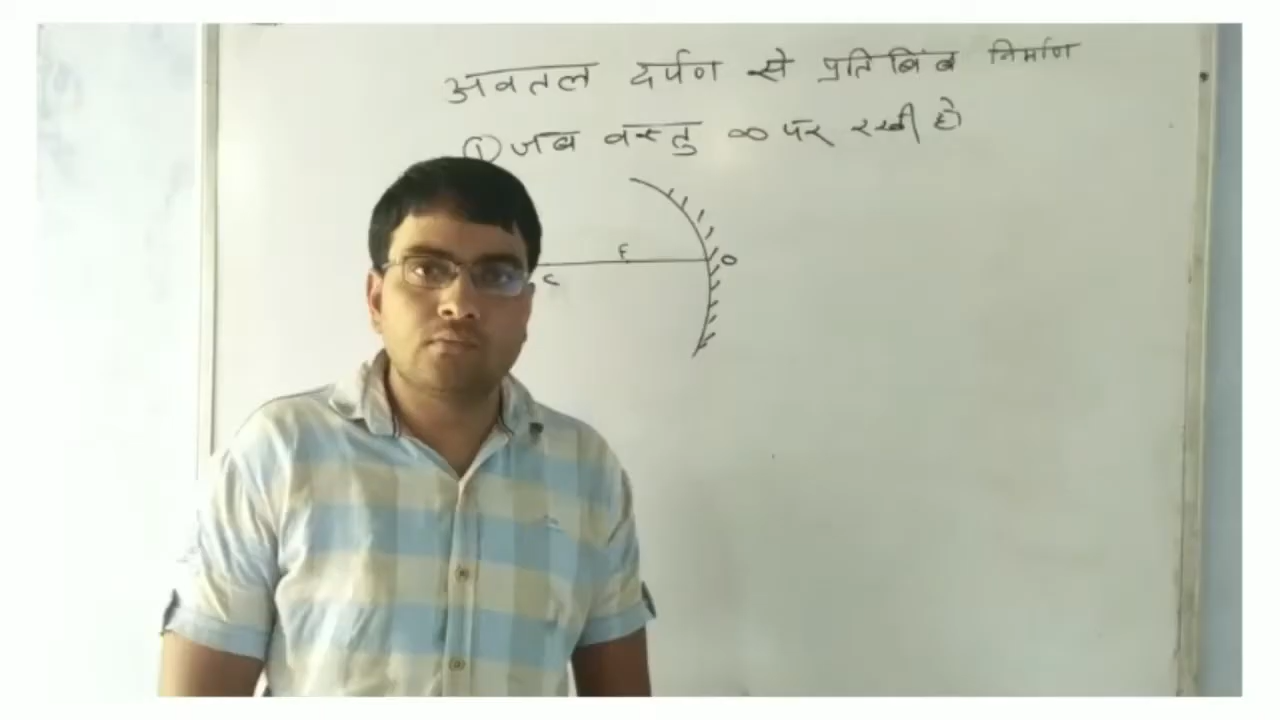 अवतल दर्पण से प्रतिबिंब निर्माण
① जब वस्तु ∞ पर रखी हो
F
O
C